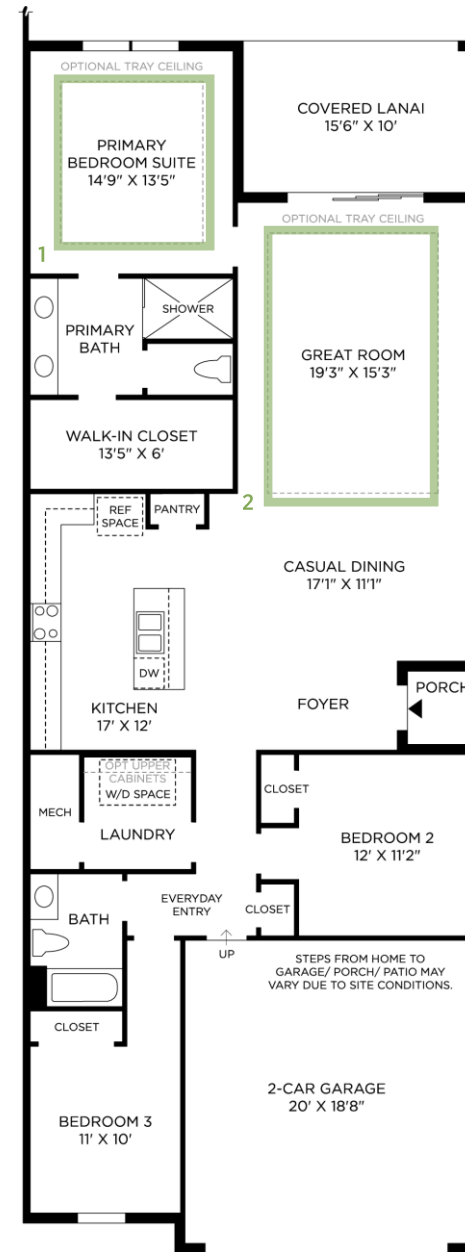 OPTIONAL TRAY CEILING
PRIMARY
BEDROOM SUITE
14'9" X 13'5"
1
COVERED LANAI
15'6" X 10'
OPTIONAL TRAY CEILING
GREAT ROOM
19'3" X 15'3"
2
SHOWER
PRIMARY
BATH
WALK-IN CLOSET
13'5" X 6'
REF
SPACE
PANTRY
CASUAL DINING
17'1" X 11'1"
DW
KITCHEN
17' X 12'
FOYER
PORCH
OPT UPPER
CABINETS
W/D SPACE
MECH
LAUNDRY
CLOSET
BEDROOM 2
12' X 11'2"
BATH
EVERYDAY
ENTRY
CLOSET
UP
STEPS FROM HOME TO
GARAGE/ PORCH/ PATIO MAY
VARY DUE TO SITE CONDITIONS.
CLOSET
BEDROOM 3
11' X 10'
2-CAR GARAGE
20' X 18'8"